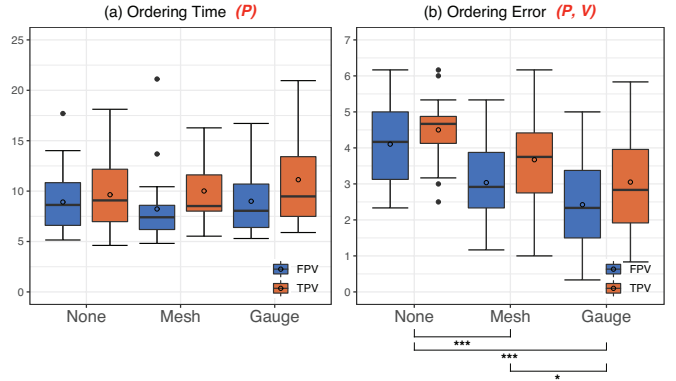 (a) Ordering Time (P)
25
20
15
10
5
0
FPV
TPV
None Mesh Gauge
(b) Ordering Error (P, V)
7
6
5
4
3
2
1
0
FPV
TPV
None Mesh Gauge
***
***
*